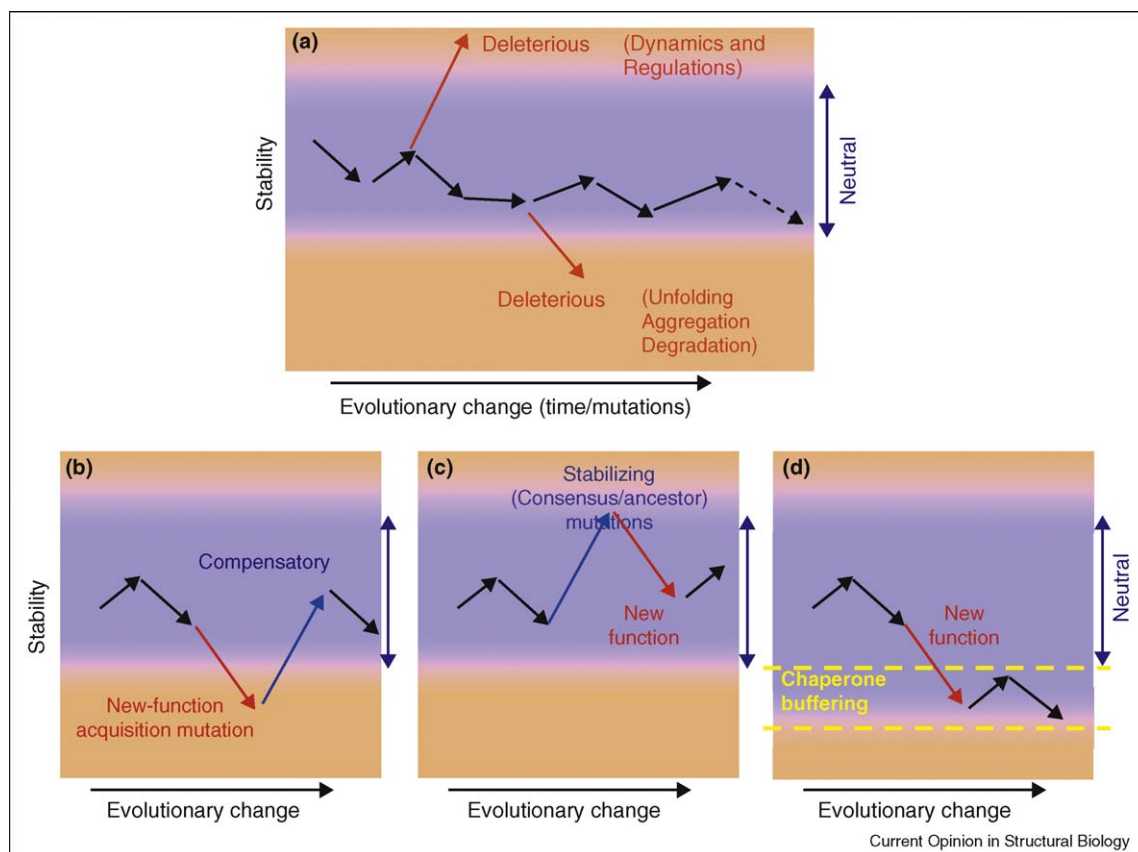 (a)
Deleterious (Dynamics and
Regulations)
Stability
Neutral
Deleterious (Unfolding
Aggregation
Degradation)
Evolutionary change (time/mutations)
(b)
Compensatory
Stability
New-function
acquisition mutation
Evolutionary change
(c)
Stabilizing
(Consensus/ancestor)
mutations
New
function
Evolutionary change
(d)
New
function
Neutral
Chaperone
buffering
Evolutionary change
Current Opinion in Structural Biology